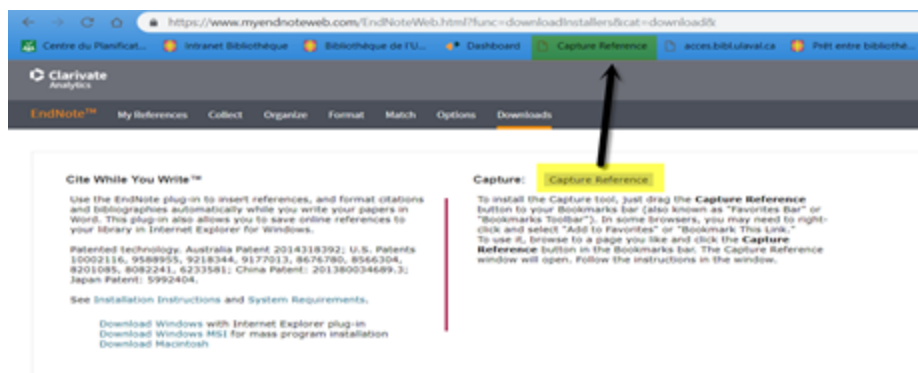 https://www.myendnoteweb.com/EndNoteWeb.html?func=downloadInstallers&cat=download&
Centre du Planificat... Intranet Bibliothèque Bibliothèque de l'U... Dashboard Capture Reference acces.bibl.ulaval.ca Prêt entre bibliothè...
Clarivate
Analytics
EndNote™ My References Collect Organize Format Match Options Downloads
Cite While You Write™
Use the EndNote plug-in to insert references, and format citations
and bibliographies automatically while you write your papers in
Word. This plug-in also allows you to save online references to
your library in Internet Explorer for Windows.
Patented technology. Australia Patent 2014318392; U.S. Patents
10002116, 9588955, 9218344, 9177013, 8676780, 8566304,
8201085, 8082241, 6233581; China Patent: 201380034689.3;
Japan Patent: 5992404.
See Installation Instructions and System Requirements.
Download Windows with Internet Explorer plug-in
Download Windows MSI for mass program installation
Download Macintosh
Capture: Capture Reference
To install the Capture tool, just drag the Capture Reference
button to your Bookmarks bar (also known as "Favorites Bar" or
"Bookmarks Toolbar"). In some browsers, you may need to right-
click and select "Add to Favorites" or "Bookmark This Link."
To use it, browse to a page you like and click the Capture
Reference button in the Bookmarks bar. The Capture Reference
window will open. Follow the instructions in the window.